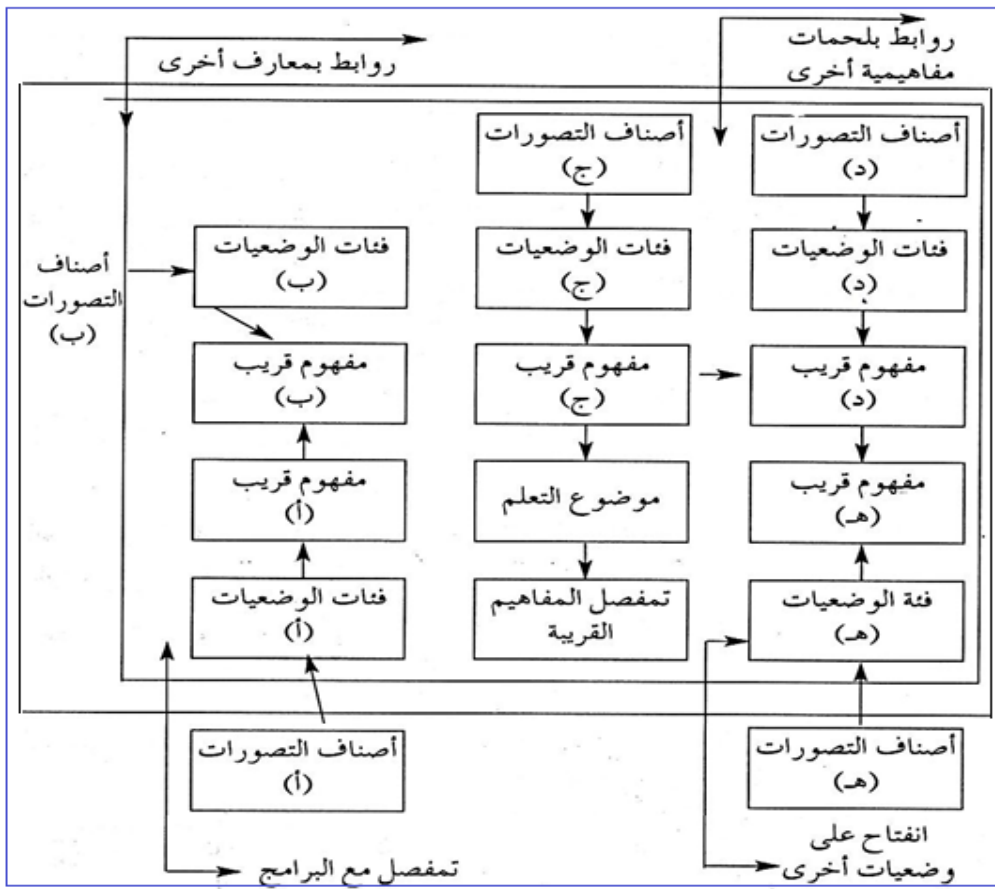 روابط بلحمات
مفاهيمية أخرى
روابط بمعارف أخرى
أصناف التصورات
(د)
أصناف التصورات
(ج)
فئات الوضعيات
(د)
فئات الوضعيات
(ج)
فئات الوضعيات
(ب)
أصناف
التصورات
(ب)
مفهوم قريب
(د)
مفهوم قريب
(ج)
مفهوم قريب
(ب)
مفهوم قريب
(هـ)
موضوع التعلم
مفهوم قريب
(أ)
فئة الوضعيات
(هـ)
تمفصل المفاهيم
القريبة
فئات الوضعيات
(أ)
أصناف التصورات
(هـ)
أصناف التصورات
(أ)
انفتاح على
وضعيات أخرى
تمفصل مع البرامج